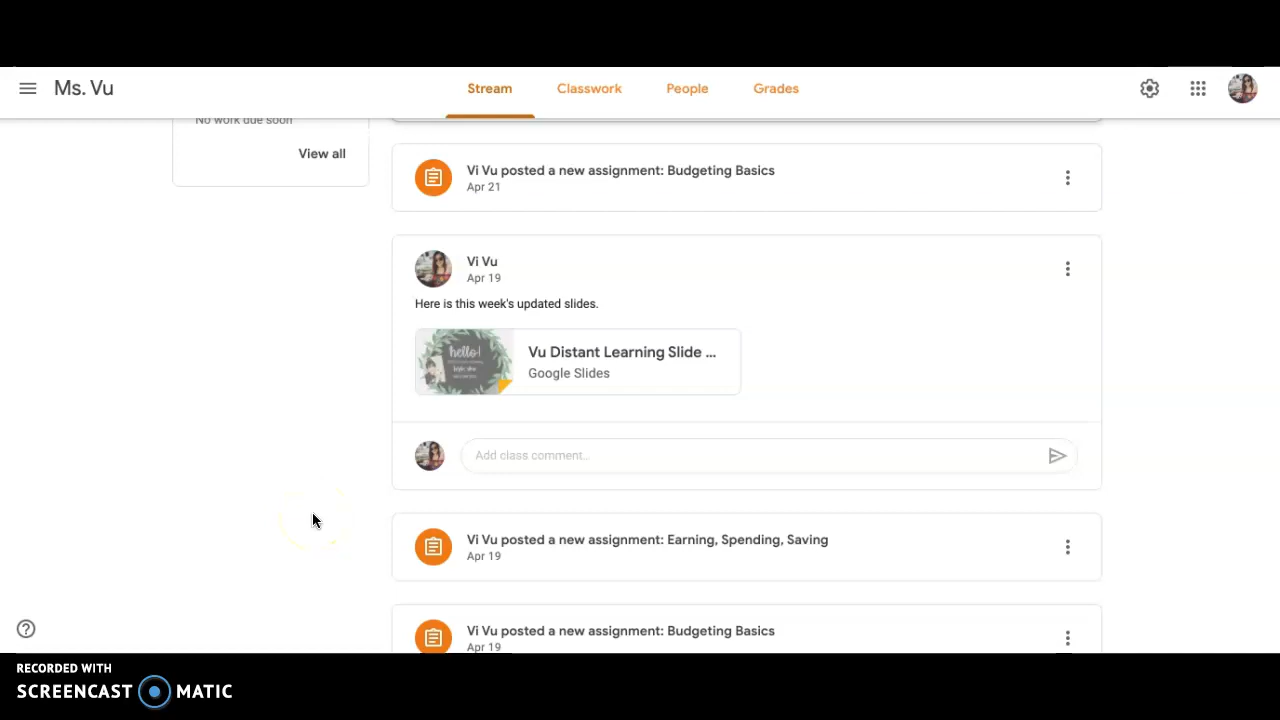 Ms. Vu
Stream
Classwork
People
Grades
No work due soon
View all
Vi Vu posted a new assignment: Budgeting Basics
Apr 21
Vi Vu
Apr 19
Here is this week's updated slides.
hello!
Vu Distant Learning Slide ...
Google Slides
Add class comment...
Vi Vu posted a new assignment: Earning, Spending, Saving
Apr 19
Vi Vu posted a new assignment: Budgeting Basics
Apr 19
RECORDED WITH
SCREENCAST MATIC